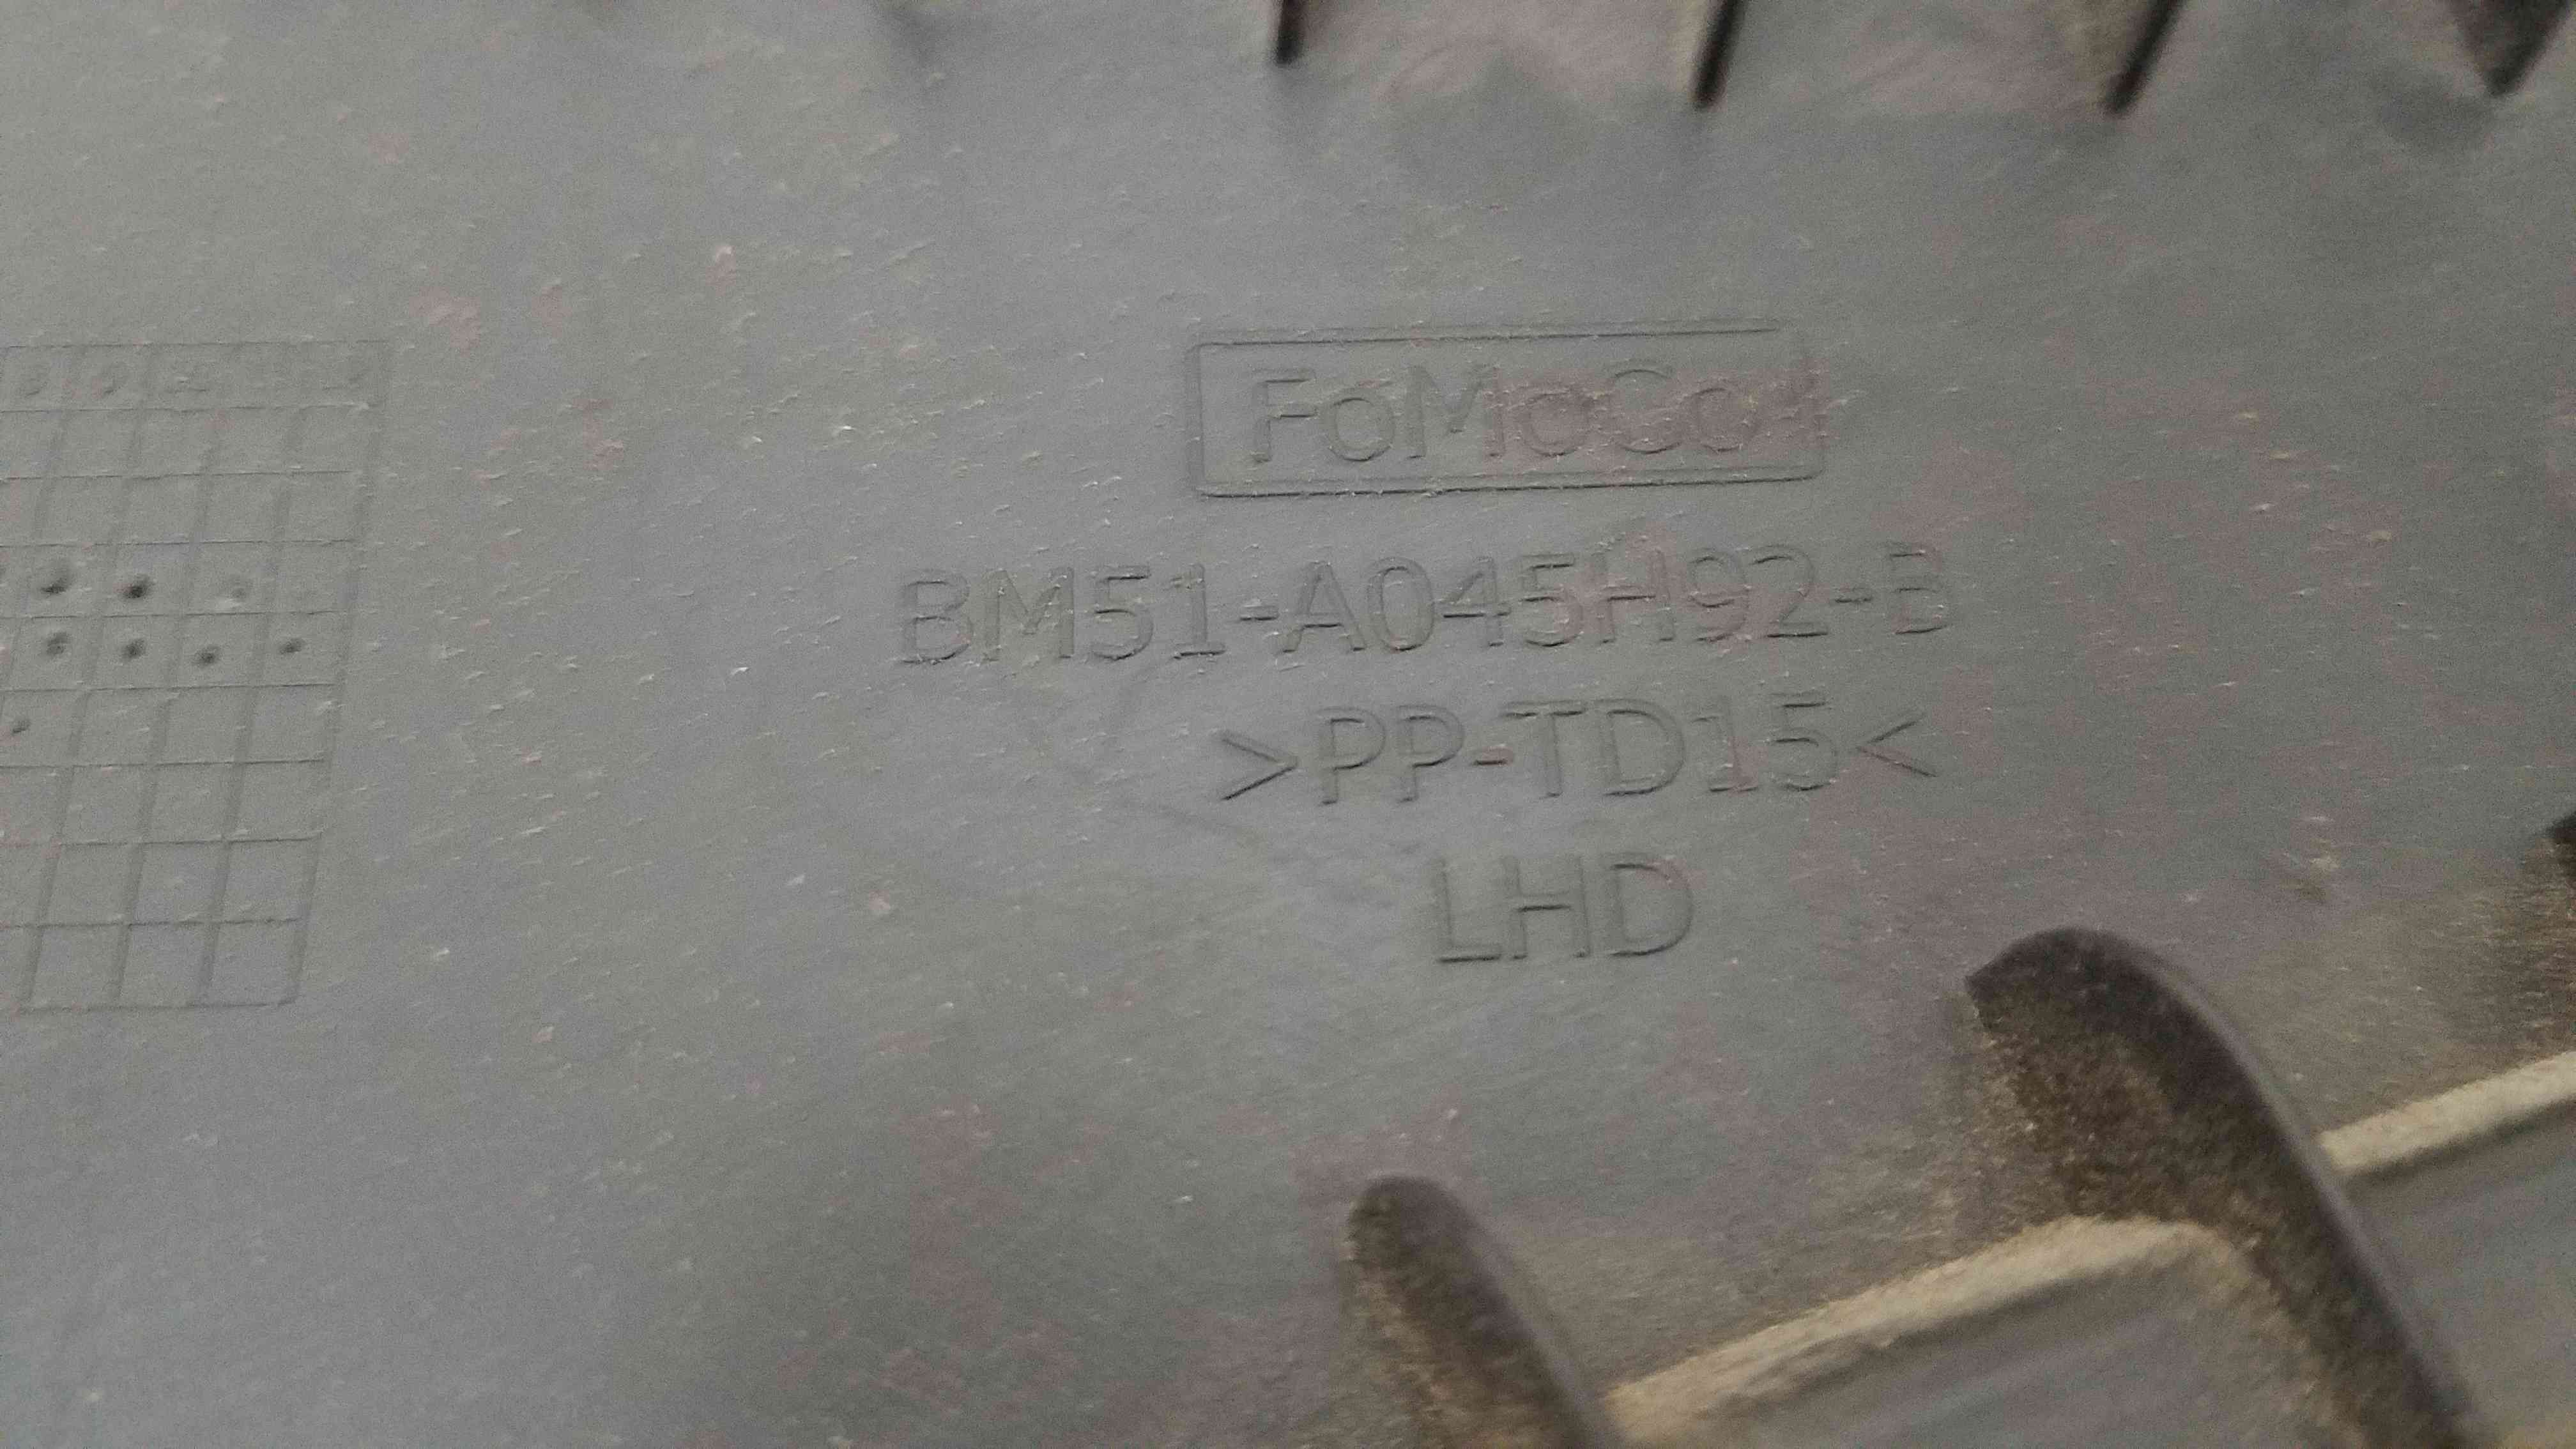 FoMoCo
BM51-A045H92-B
>PP-TD15<
LHD